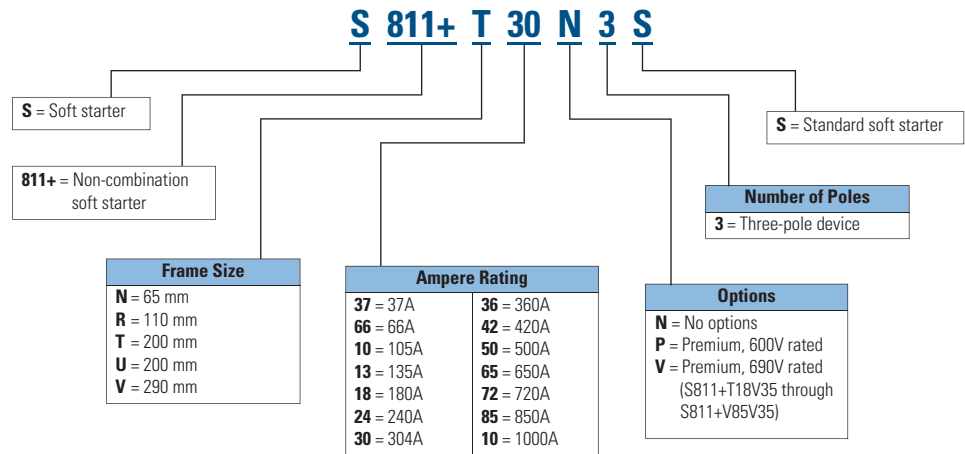 S 811+ T 30 N 3 S
S = Soft starter
S = Standard soft starter
811+ = Non-combination
soft starter
Number of Poles
3 = Three-pole device
Frame Size
N = 65 mm
R = 110 mm
T = 200 mm
U = 200 mm
V = 290 mm
Ampere Rating
37 = 37A
66 = 66A
10 = 105A
13 = 135A
18 = 180A
24 = 240A
30 = 304A
36 = 360A
42 = 420A
50 = 500A
65 = 650A
72 = 720A
85 = 850A
10 = 1000A
Options
N = No options
P = Premium, 600V rated
V = Premium, 690V rated
(S811+T18V35 through
S811+V85V35)